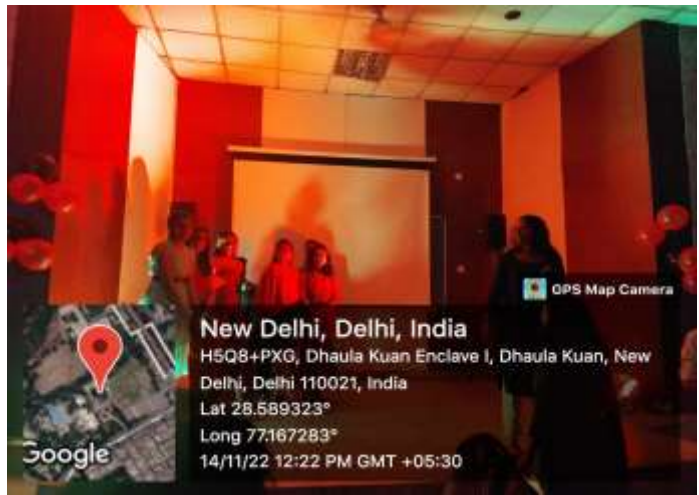 GPS Map Camera
New Delhi, Delhi, India
H5Q8+PXG, Dhaula Kuan Enclave I, Dhaula Kuan, New
Delhi, Delhi 110021, India
Lat 28.589323°
Long 77.167283°
14/11/22 12:22 PM GMT +05:30
Google